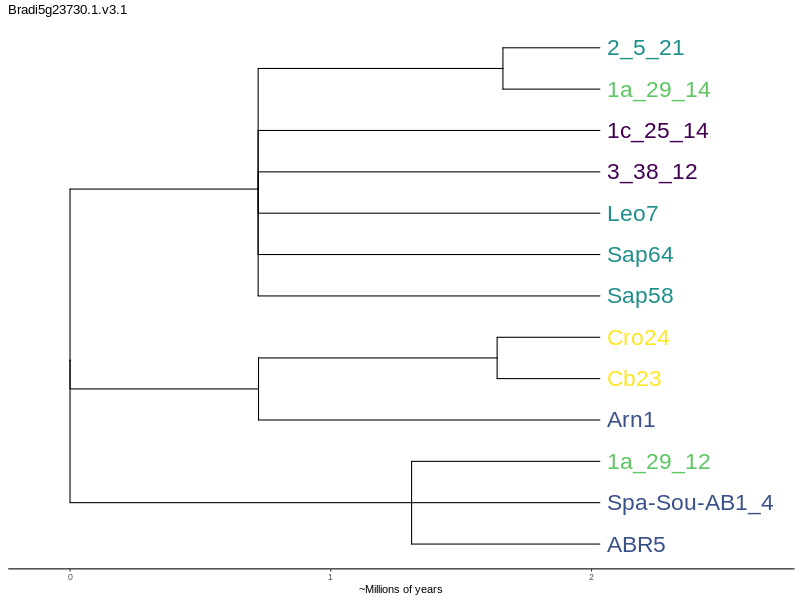 Bradi5g23730.1.v3.1
2_5_21
1a_29_14
1c_25_14
3_38_12
Leo7
Sap64
Sap58
Cro24
Cb23
Arn1
1a_29_12
Spa-Sou-AB1_4
ABR5
0 1 2
~Millions of years